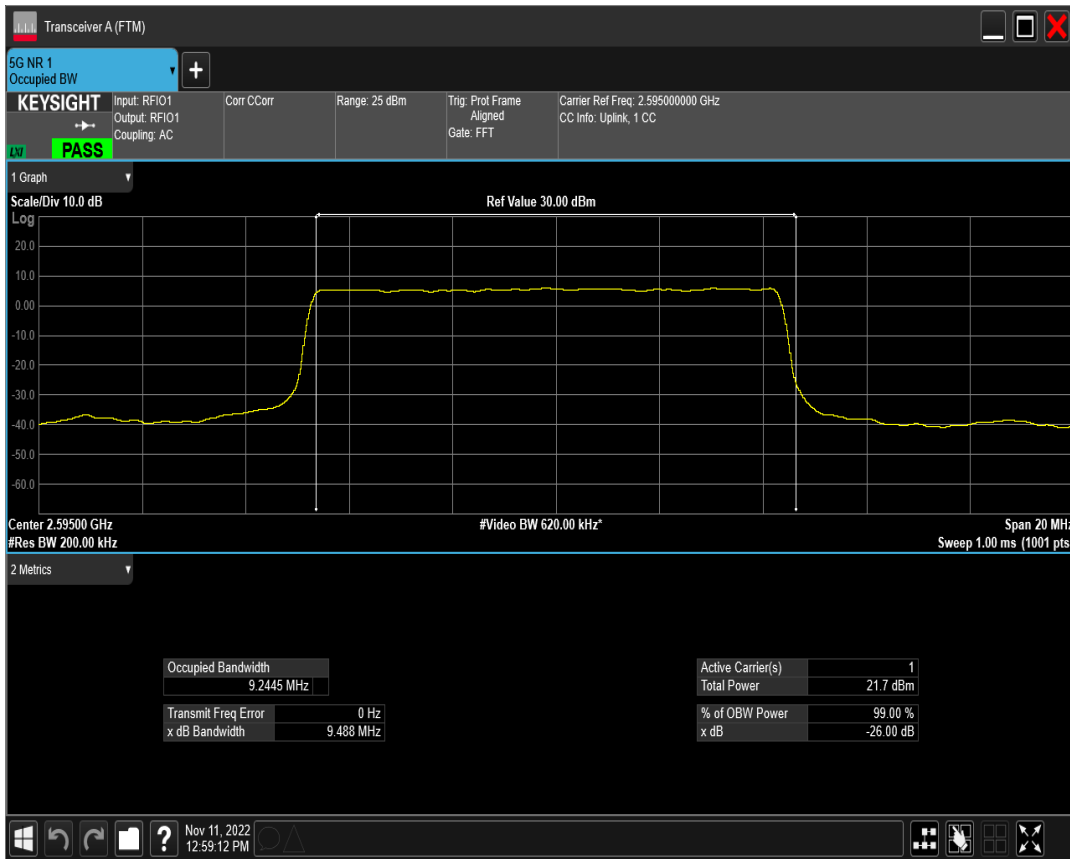 Transceiver A (FTM)
5G NR 1
Occupied BW
+
KEYSIGHT
LXI
PASS
Input: RFIO1
Output: RFIO1
Coupling: AC
Corr CCorr
Range: 25 dBm
Trig: Prot Frame
Aligned
Gate: FFT
Carrier Ref Freq: 2.595000000 GHz
CC Info: Uplink, 1 CC
1 Graph
Scale/Div 10.0 dB
Ref Value 30.00 dBm
Log
20.0
10.0
0.00
-10.0
-20.0
-30.0
-40.0
-50.0
-60.0
Center 2.59500 GHz
#Video BW 620.00 kHz*
Span 20 MHz
#Res BW 200.00 kHz
Sweep 1.00 ms (1001 pts
2 Metrics
Occupied Bandwidth
9.2445 MHz
Transmit Freq Error 0 Hz
x dB Bandwidth 9.488 MHz
Active Carrier(s) 1
Total Power 21.7 dBm
% of OBW Power 99.00 %
x dB -26.00 dB
?
Nov 11, 2022
12:59:12 PM